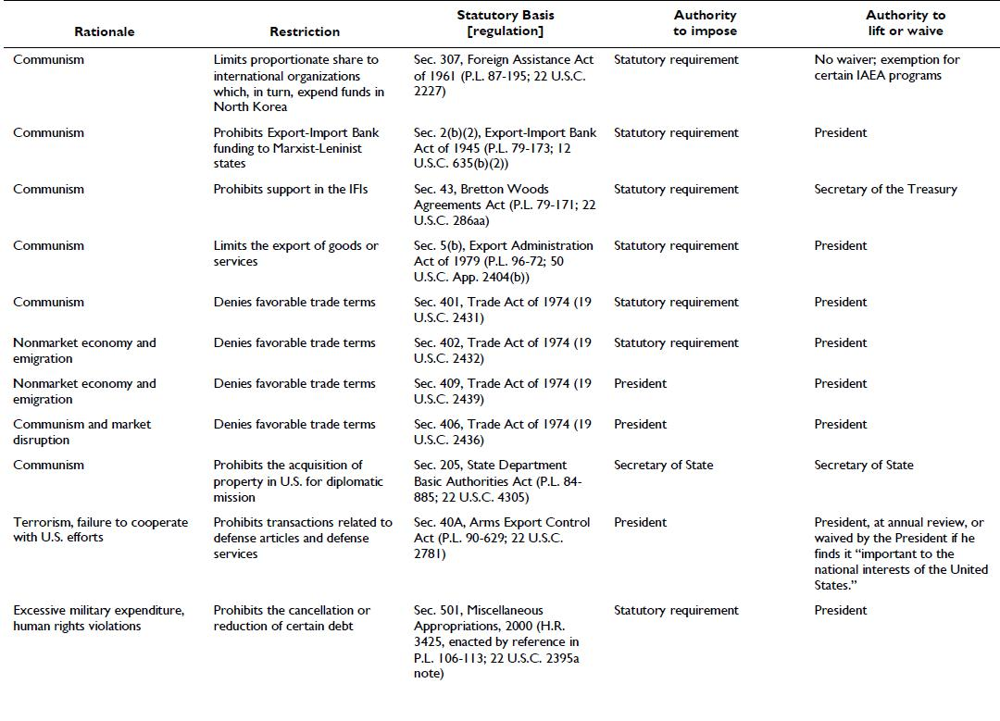 Rationale
Restriction
Statutory Basis
[regulation]
Authority
to impose
Authority to
lift or waive
Communism
Limits proportionate share to
international organizations
which, in turn, expend funds in
North Korea
Sec. 307, Foreign Assistance Act
of 1961 (P.L. 87-195; 22 U.S.C.
2227)
Statutory requirement
No waiver; exemption for
certain IAEA programs
Communism
Prohibits Export-Import Bank
funding to Marxist-Leninist
states
Sec. 2(b)(2), Export-Import Bank
Act of 1945 (P.L. 79-173; 12
U.S.C. 635(b)(2))
Statutory requirement
President
Communism
Prohibits support in the IFIs
Sec. 43, Bretton Woods
Agreements Act (P.L. 79-171; 22
U.S.C. 286aa)
Statutory requirement
Secretary of the Treasury
Communism
Limits the export of goods or
services
Sec. 5(b), Export Administration
Act of 1979 (P.L. 96-72; 50
U.S.C. App. 2404(b))
Statutory requirement
President
Communism
Denies favorable trade terms
Sec. 401, Trade Act of 1974 (19
U.S.C. 2431)
Statutory requirement
President
Nonmarket economy and
emigration
Denies favorable trade terms
Sec. 402, Trade Act of 1974 (19
U.S.C. 2432)
Statutory requirement
President
Nonmarket economy and
emigration
Denies favorable trade terms
Sec. 409, Trade Act of 1974 (19
U.S.C. 2439)
President
President
Communism and market
disruption
Denies favorable trade terms
Sec. 406, Trade Act of 1974 (19
U.S.C. 2436)
President
President
Communism
Prohibits the acquisition of
property in U.S. for diplomatic
mission
Sec. 205, State Department
Basic Authorities Act (P.L. 84-
885; 22 U.S.C. 4305)
Secretary of State
Secretary of State
Terrorism, failure to cooperate
with U.S. efforts
Prohibits transactions related to
defense articles and defense
services
Sec. 40A, Arms Export Control
Act (P.L. 90-629; 22 U.S.C.
2781)
President
President, at annual review, or
waived by the President if he
finds it “important to the
national interests of the United
States.”
Excessive military expenditure,
human rights violations
Prohibits the cancellation or
reduction of certain debt
Sec. 501, Miscellaneous
Appropriations, 2000 (H.R.
3425, enacted by reference in
P.L. 106-113; 22 U.S.C. 2395a
note)
Statutory requirement
President